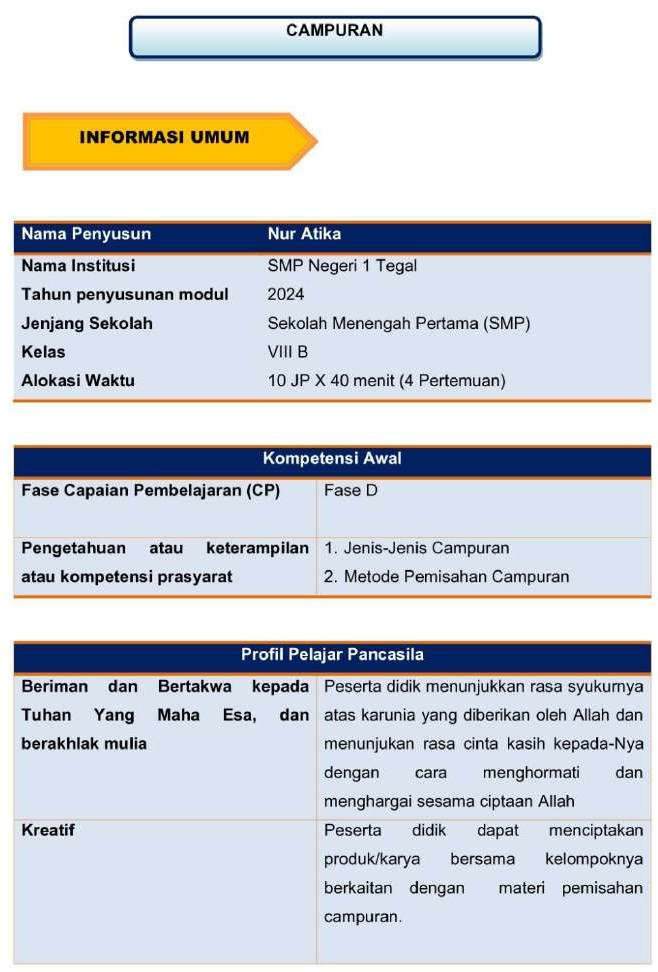 CAMPURAN
INFORMASI UMUM
Nama Penyusun Nur Atika
Nama Institusi SMP Negeri 1 Tegal
Tahun penyusunan modul 2024
Jenjang Sekolah Sekolah Menengah Pertama (SMP)
Kelas VIII B
Alokasi Waktu 10 JP X 40 menit (4 Pertemuan)
Kompetensi Awal
Fase Capaian Pembelajaran (CP) Fase D
Pengetahuan atau keterampilan
atau kompetensi prasyarat
1. Jenis-Jenis Campuran
2. Metode Pemisahan Campuran
Profil Pelajar Pancasila
Beriman dan Bertakwa kepada
Tuhan Yang Maha Esa, dan
berakhlak mulia
Peserta didik menunjukkan rasa syukurnya
atas karunia yang diberikan oleh Allah dan
menunjukan rasa cinta kasih kepada-Nya
dengan cara menghormati dan
menghargai sesama ciptaan Allah
Kreatif
Peserta didik dapat menciptakan
produk/karya bersama kelompoknya
berkaitan dengan materi pemisahan
campuran.